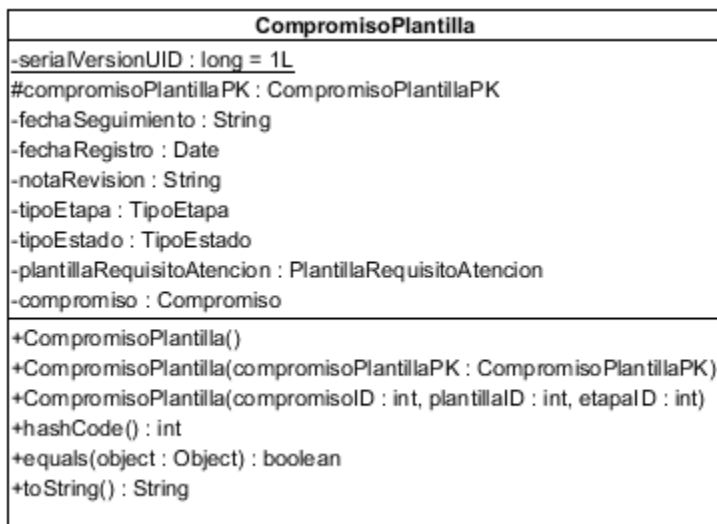 CompromisoPlantilla
-serialVersionUID : long = 1L
#compromisoPlantillaPK : CompromisoPlantillaPK
-fechaSeguimiento : String
-fechaRegistro : Date
-notaRevision : String
-tipoEtapa : TipoEtapa
-tipoEstado : TipoEstado
-plantillaRequisitoAtencion : PlantillaRequisitoAtencion
-compromiso : Compromiso
+CompromisoPlantilla()
+CompromisoPlantilla(compromisoPlantillaPK : CompromisoPlantillaPK)
+CompromisoPlantilla(compromisoID : int, plantillaID : int, etapaID : int)
+hashCode() : int
+equals(object : Object) : boolean
+toString() : String